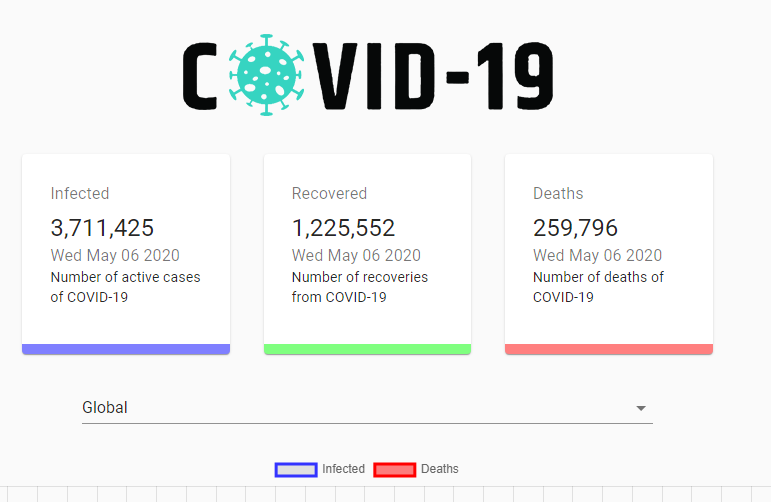 COVID-19
Infected
3,711,425
Wed May 06 2020
Number of active cases
of COVID-19
Recovered
1,225,552
Wed May 06 2020
Number of recoveries
from COVID-19
Deaths
259,796
Wed May 06 2020
Number of deaths of
COVID-19
Global
Infected Deaths